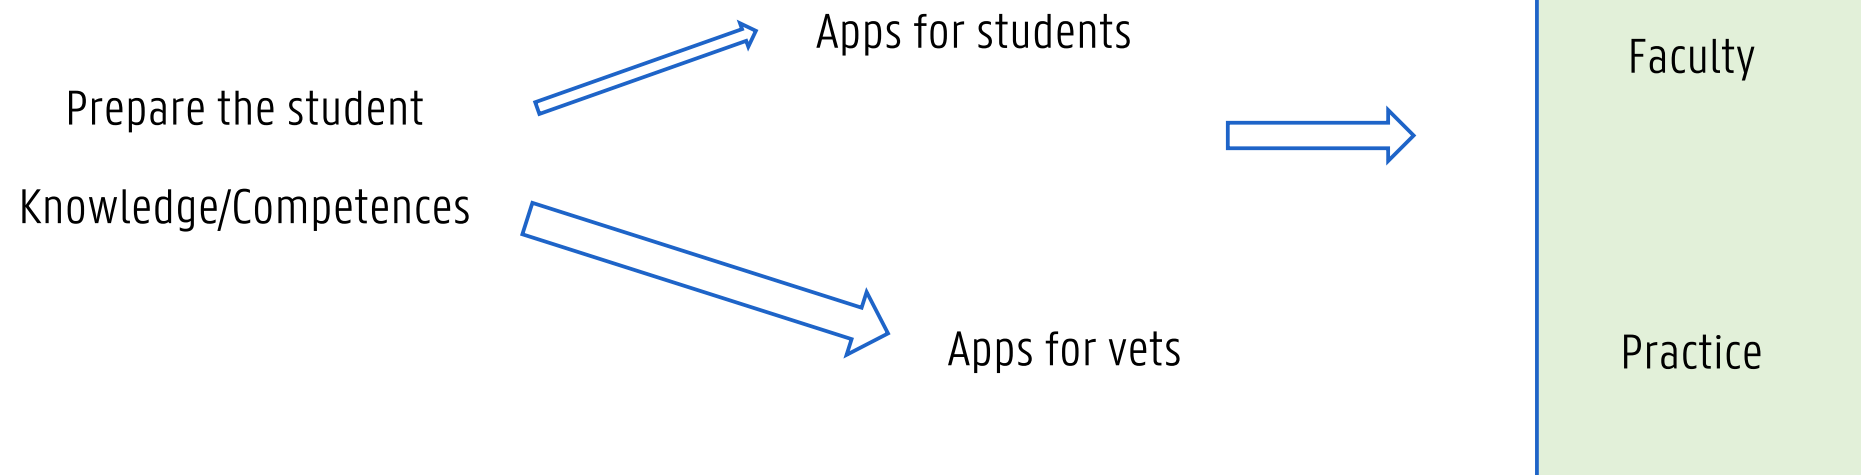 Apps for students
Faculty
Prepare the student
Knowledge/Competences
Apps for vets
Practice